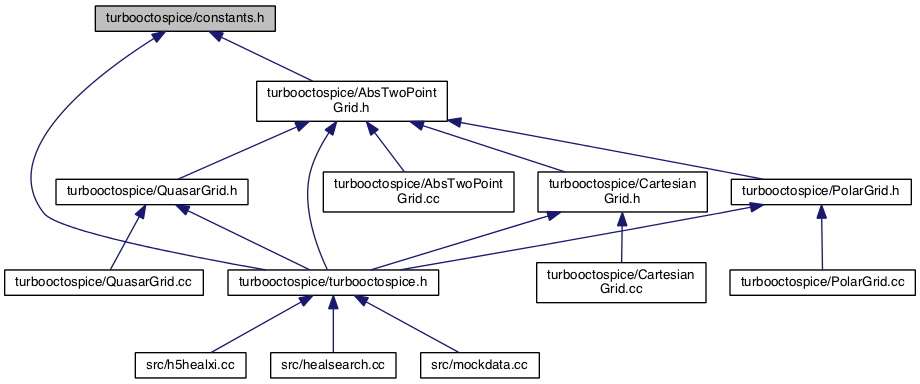 turbooctospice/constants.h
turbooctospice/AbsTwoPoint
Grid.h
turbooctospice/QuasarGrid.h
turbooctospice/AbsTwoPoint
Grid.cc
turbooctospice/Cartesian
Grid.h
turbooctospice/PolarGrid.h
turbooctospice/QuasarGrid.cc
turbooctospice/turbooctospice.h
turbooctospice/Cartesian
Grid.cc
turbooctospice/PolarGrid.cc
src/h5healxi.cc
src/healsearch.cc
src/mockdata.cc